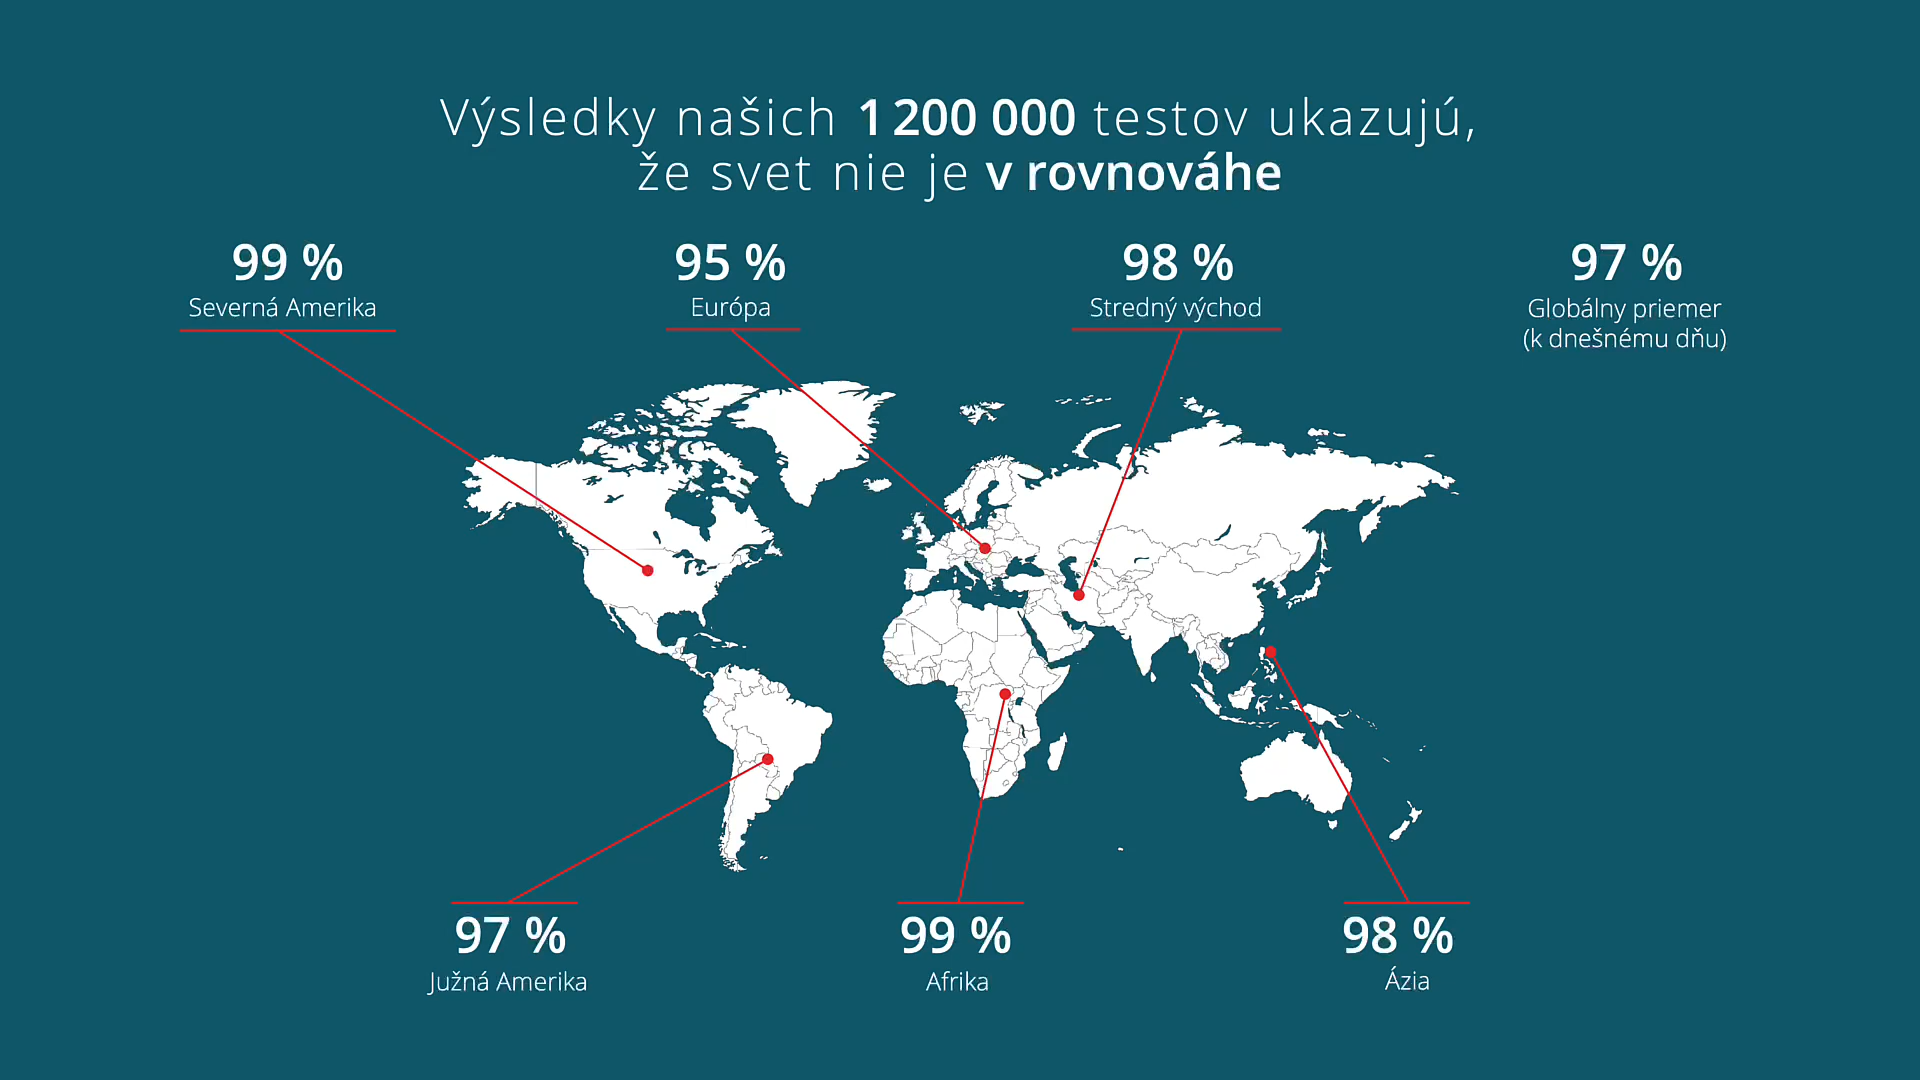 Výsledky našich 1 200 000 testov ukazujú,
že svet nie je v rovnováhe
99 %
Severná Amerika
95 %
Európa
98 %
Stredný východ
97 %
Globálny priemer
(k dnešnému dňu)
97 %
Južná Amerika
99 %
Afrika
98 %
Ázia